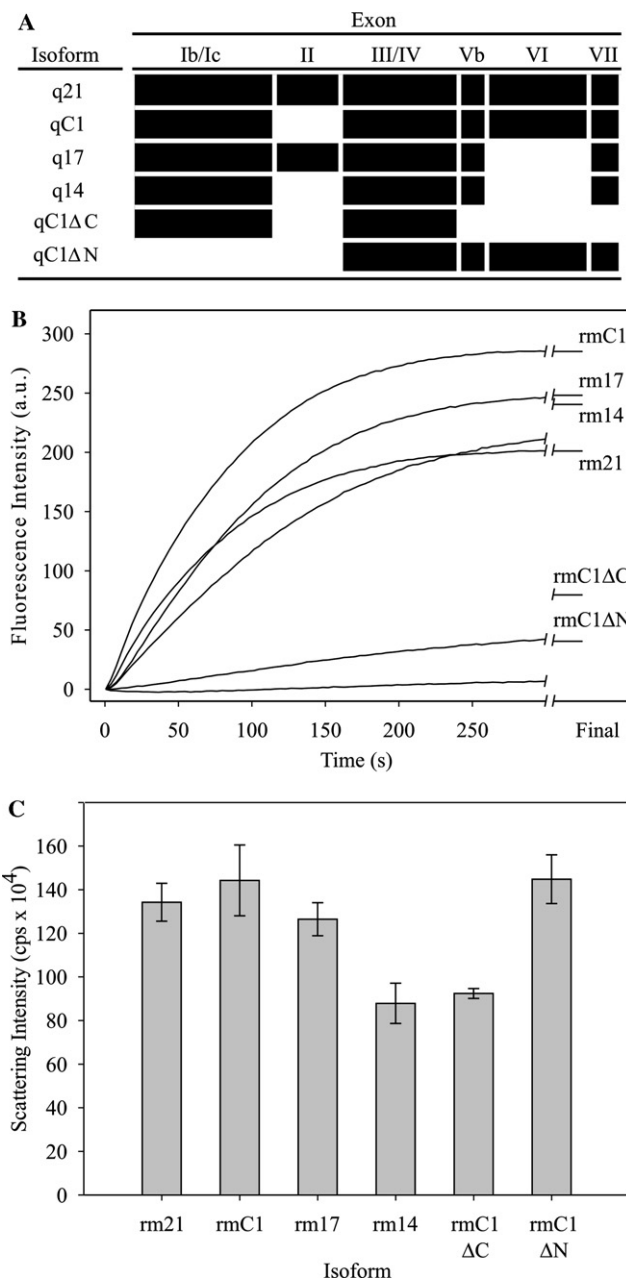 A
Exon
Isoform Ib/Ic II III/IV Vb VI VII
q21
qC1
q17
q14
qC1ΔC
qC1ΔN
B
Fluorescence Intensity (a.u.)
300
250
200
150
100
50
0
rmC1
rm17
rm14
rm21
rmC1ΔC
rmC1ΔN
0 50 100 150 200 250 Final
Time (s)
C
Scattering Intensity (cps x 10⁴)
160
140
120
100
80
60
40
20
0
rm21 rmC1 rm17 rm14 rmC1 rmC1
ΔC ΔN
Isoform